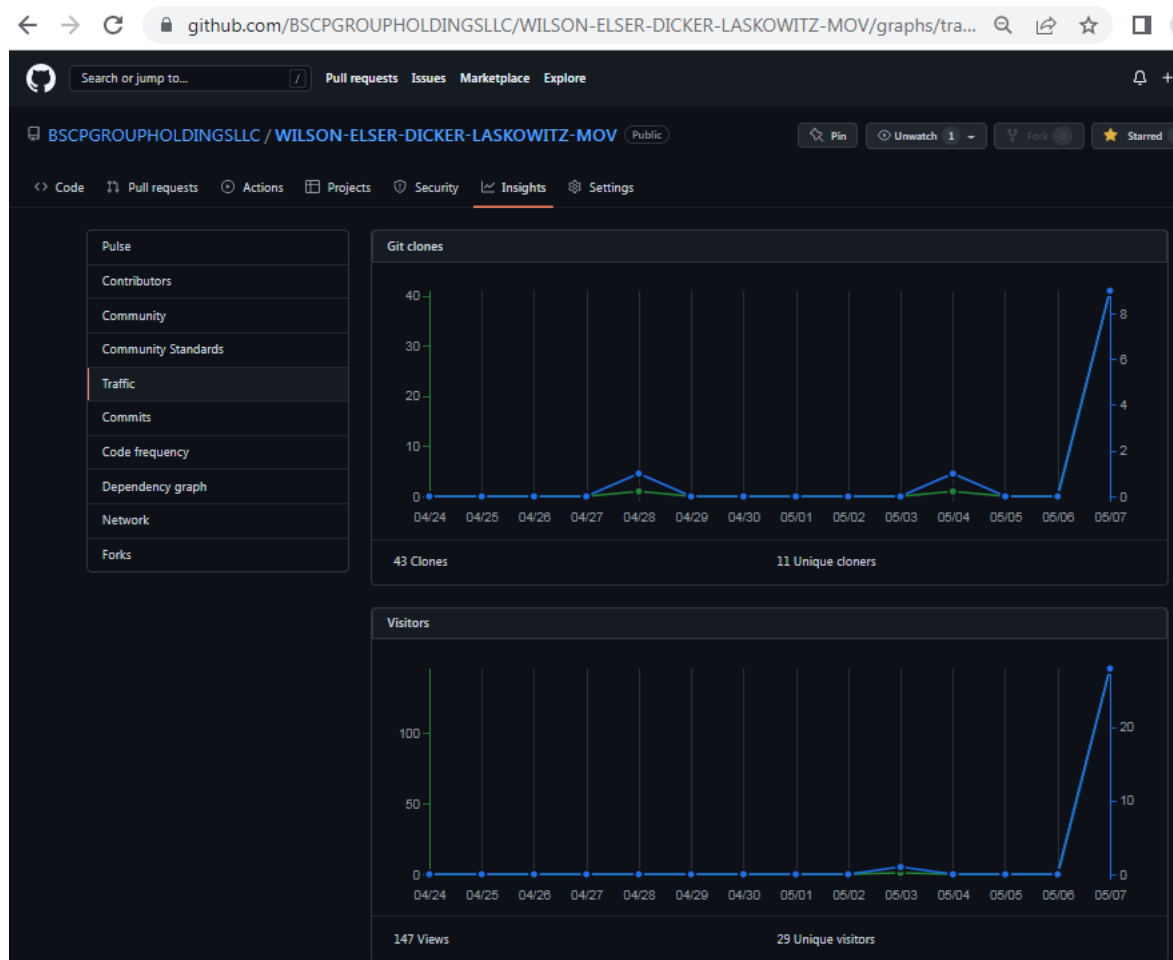 github.com/BSCPGROUPHOLDINGSLLC/WILSON-ELSER-DICKER-LASKOWITZ-MOV/graphs/tra...
Search or jump to... / Pull requests Issues Marketplace Explore
BSCPGROUPHOLDINGSLLC / WILSON-ELSER-DICKER-LASKOWITZ-MOV Public Pin Unwatch 1 Fork 0 Starred
Code Pull requests Actions Projects Security Insights Settings
Pulse
Contributors
Community
Community Standards
Traffic
Commits
Code frequency
Dependency graph
Network
Forks
Git clones
40
30
20
10
0
8
6
4
2
0
04/24 04/25 04/26 04/27 04/28 04/29 04/30 05/01 05/02 05/03 05/04 05/05 05/06 05/07
43 Clones 11 Unique cloners
Visitors
100
50
0
20
10
0
04/24 04/25 04/26 04/27 04/28 04/29 04/30 05/01 05/02 05/03 05/04 05/05 05/06 05/07
147 Views 29 Unique visitors